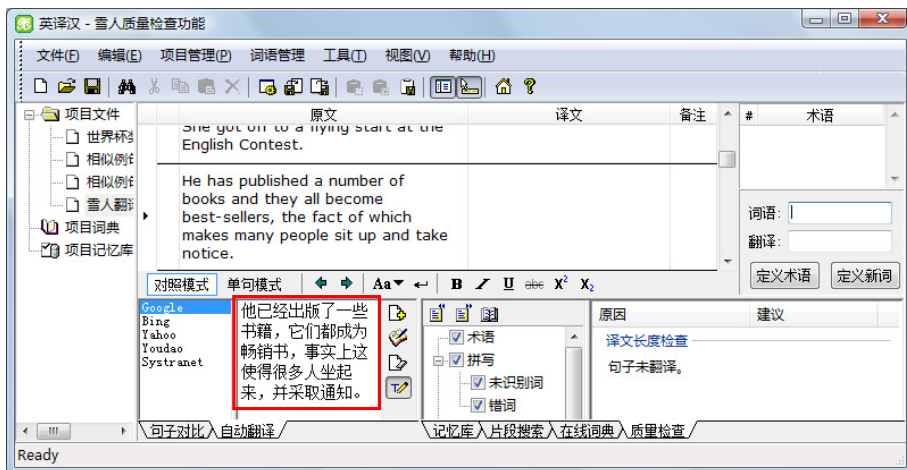 英译汉 - 雪人质量检查功能
文件(F) 编辑(E) 项目管理(P) 词语管理 工具(T) 视图(V) 帮助(H)
项目文件
世界杯
相似例
相似例
雪人翻
项目词典
项目记忆库
原文 译文 备注
She got off to a flying start at the
English Contest.
He has published a number of
books and they all become
best-sellers, the fact of which
makes many people sit up and take
notice.
# 术语
词语:
翻译:
定义术语 定义新词
对照模式 单句模式 Aa B I U abc X² X₂
Google
Bing
Yahoo
Youdao
Systranet
他已经出版了一些
书籍，它们都成为
畅销书，事实上这
使得很多人坐起
来，并采取通知。
术语
拼写
未识别词
错词
原因 建议
译文长度检查
句子未翻译。
句子对比 自动翻译
记忆库 片段搜索 在线词典 质量检查
Ready